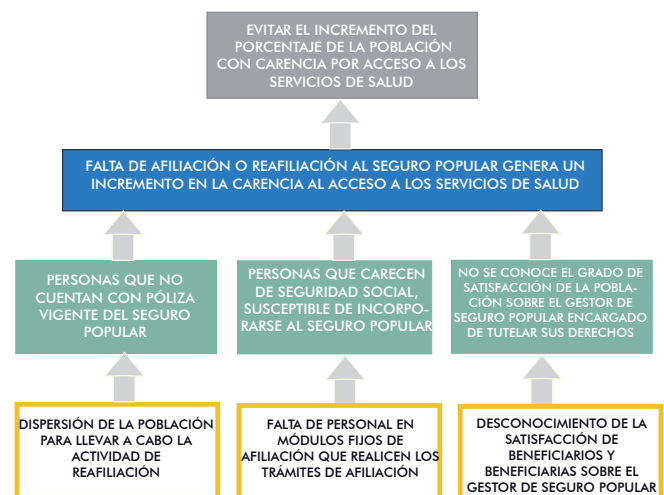 EVITAR EL INCREMENTO DEL
PORCENTAJE DE LA POBLACIÓN
CON CARENCIA POR ACCESO A LOS
SERVICIOS DE SALUD
FALTA DE AFILIACIÓN O REAFILIACIÓN AL SEGURO POPULAR GENERA UN
INCREMENTO EN LA CARENCIA AL ACCESO A LOS SERVICIOS DE SALUD
PERSONAS QUE NO
CUENTAN CON PÓLIZA
VIGENTE DEL SEGURO
POPULAR
PERSONAS QUE CARECEN
DE SEGURIDAD SOCIAL,
SUSCEPTIBLE DE INCORPO-
RARSE AL SEGURO POPULAR
NO SE CONOCE EL GRADO DE
SATISFACCIÓN DE LA POBLA-
CIÓN SOBRE EL GESTOR DE
SEGURO POPULAR ENCARGADO
DE TUTELAR SUS DERECHOS
DISPERSIÓN DE LA POBLACIÓN
PARA LLEVAR A CABO LA
ACTIVIDAD DE
REAFILIACIÓN
FALTA DE PERSONAL EN
MÓDULOS FIJOS DE
AFILIACIÓN QUE REALICEN LOS
TRÁMITES DE AFILIACIÓN
DESCONOCIMIENTO DE LA
SATISFACCIÓN DE
BENEFICIARIOS Y
BENEFICIARIAS SOBRE EL
GESTOR DE SEGURO POPULAR